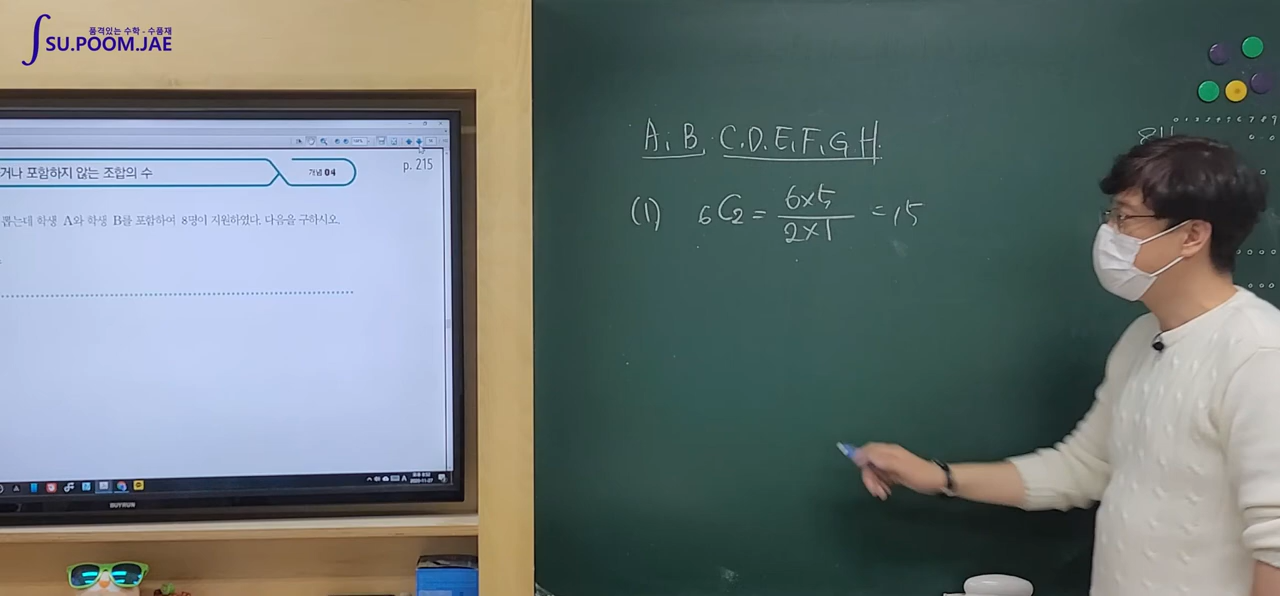 품격있는 수학 - 수품재
SU.POOM.JAE
거나 포함하지 않는 조합의 수
개념 04
p. 215
뽑는데 학생 A와 학생 B를 포함하여 8명이 지원하였다. 다음을 구하시오.
A, B, C, D, E, F, G, H
(1) 6C2 = 6×5 / 2×1 = 15